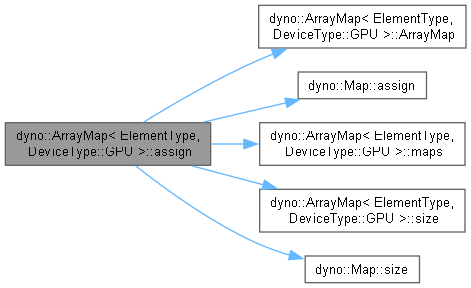 dyno::ArrayMap< ElementType,
DeviceType::GPU >::assign
dyno::ArrayMap< ElementType,
DeviceType::GPU >::ArrayMap
dyno::Map::assign
dyno::ArrayMap< ElementType,
DeviceType::GPU >::maps
dyno::ArrayMap< ElementType,
DeviceType::GPU >::size
dyno::Map::size